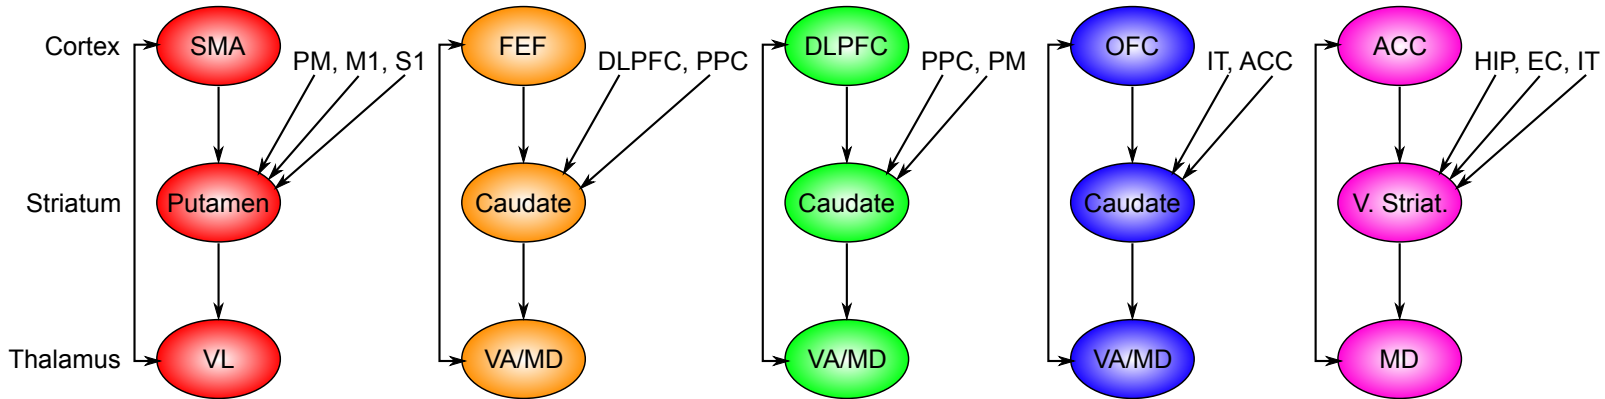 Cortex SMA FEF DLPFC OFC ACC
PM, M1, S1 DLPFC, PPC PPC, PM IT, ACC HIP, EC, IT
Striatum Putamen Caudate Caudate Caudate V. Striat.
Thalamus VL VA/MD VA/MD VA/MD MD